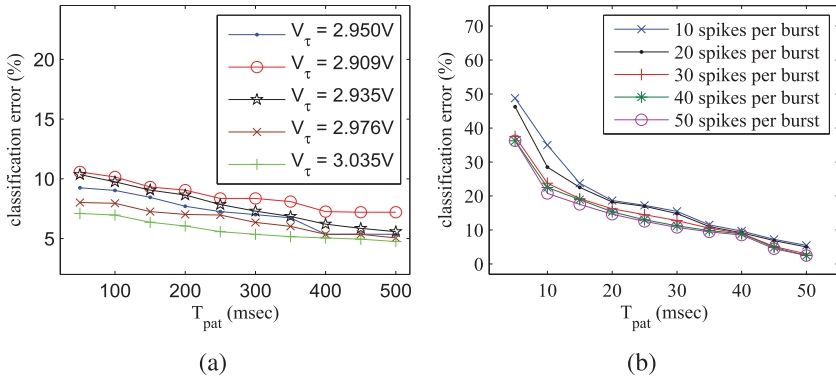 20
15
10
5
classification error (%)
100
200
300
400
500
T_pat (msec)
V_τ = 2.950V
V_τ = 2.909V
V_τ = 2.935V
V_τ = 2.976V
V_τ = 3.035V
(a)
70
60
50
40
30
20
10
0
classification error (%)
10
20
30
40
50
T_pat (msec)
10 spikes per burst
20 spikes per burst
30 spikes per burst
40 spikes per burst
50 spikes per burst
(b)